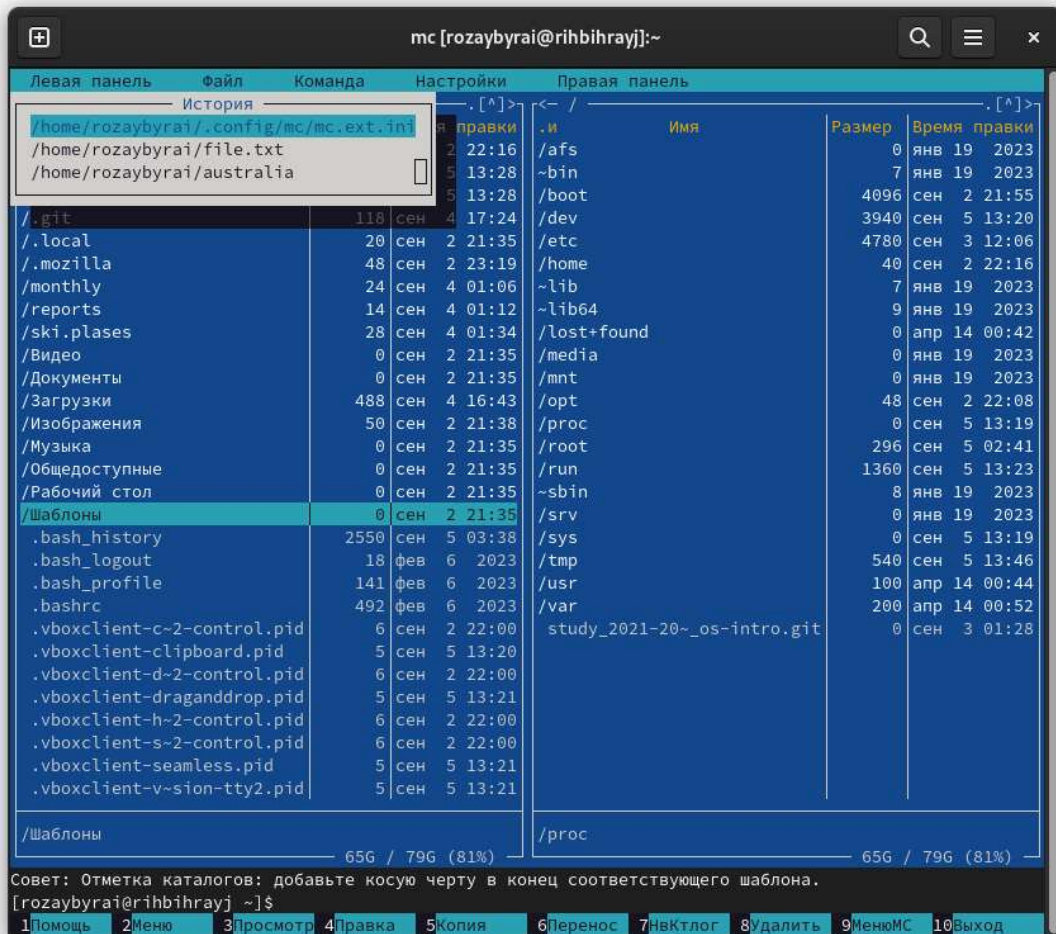 mc [rozaybyrai@rihbihrayj]:~
Левая панель Файл Команда Настройки Правая панель
История .[^]>
/home/rozaybyrai/.config/mc/mc.ext.ini
/home/rozaybyrai/file.txt
/home/rozaybyrai/australia
я правки
2 22:16
5 13:28
5 13:28
/.git 118 сен 4 17:24
/.local 20 сен 2 21:35
/.mozilla 48 сен 2 23:19
/monthly 24 сен 4 01:06
/reports 14 сен 4 01:12
/ski.plases 28 сен 4 01:34
/Видео 0 сен 2 21:35
/Документы 0 сен 2 21:35
/Загрузки 488 сен 4 16:43
/Изображения 50 сен 2 21:38
/Музыка 0 сен 2 21:35
/Общедоступные 0 сен 2 21:35
/Рабочий стол 0 сен 2 21:35
/Шаблоны 0 сен 2 21:35
.bash_history 2550 сен 5 03:38
.bash_logout 18 фев 6 2023
.bash_profile 141 фев 6 2023
.bashrc 492 фев 6 2023
.vboxclient-c~2-control.pid 6 сен 2 22:00
.vboxclient-clipboard.pid 5 сен 5 13:20
.vboxclient-d~2-control.pid 6 сен 2 22:00
.vboxclient-draganddrop.pid 5 сен 5 13:21
.vboxclient-h~2-control.pid 6 сен 2 22:00
.vboxclient-s~2-control.pid 6 сен 2 22:00
.vboxclient-seamless.pid 5 сен 5 13:21
.vboxclient-v~sion-tty2.pid 5 сен 5 13:21
/Шаблоны
65G / 79G (81%)
<- / .[^]>
.и Имя Размер Время правки
/afs 0 янв 19 2023
~bin 7 янв 19 2023
/boot 4096 сен 2 21:55
/dev 3940 сен 5 13:20
/etc 4780 сен 3 12:06
/home 40 сен 2 22:16
~lib 7 янв 19 2023
~lib64 9 янв 19 2023
/lost+found 0 апр 14 00:42
/media 0 янв 19 2023
/mnt 0 янв 19 2023
/opt 48 сен 2 22:08
/proc 0 сен 5 13:19
/root 296 сен 5 02:41
/run 1360 сен 5 13:23
~sbin 8 янв 19 2023
/srv 0 янв 19 2023
/sys 0 сен 5 13:19
/tmp 540 сен 5 13:46
/usr 100 апр 14 00:44
/var 200 апр 14 00:52
study_2021-20~_os-intro.git 0 сен 3 01:28
/proc
65G / 79G (81%)
Совет: Отметка каталогов: добавьте косую черту в конец соответствующего шаблона.
[rozaybyrai@rihbihrayj ~]$
1Помощь 2Меню 3Просмотр 4Правка 5Копия 6Перенос 7НвКтлог 8Удалить 9МенюМС 10Выход